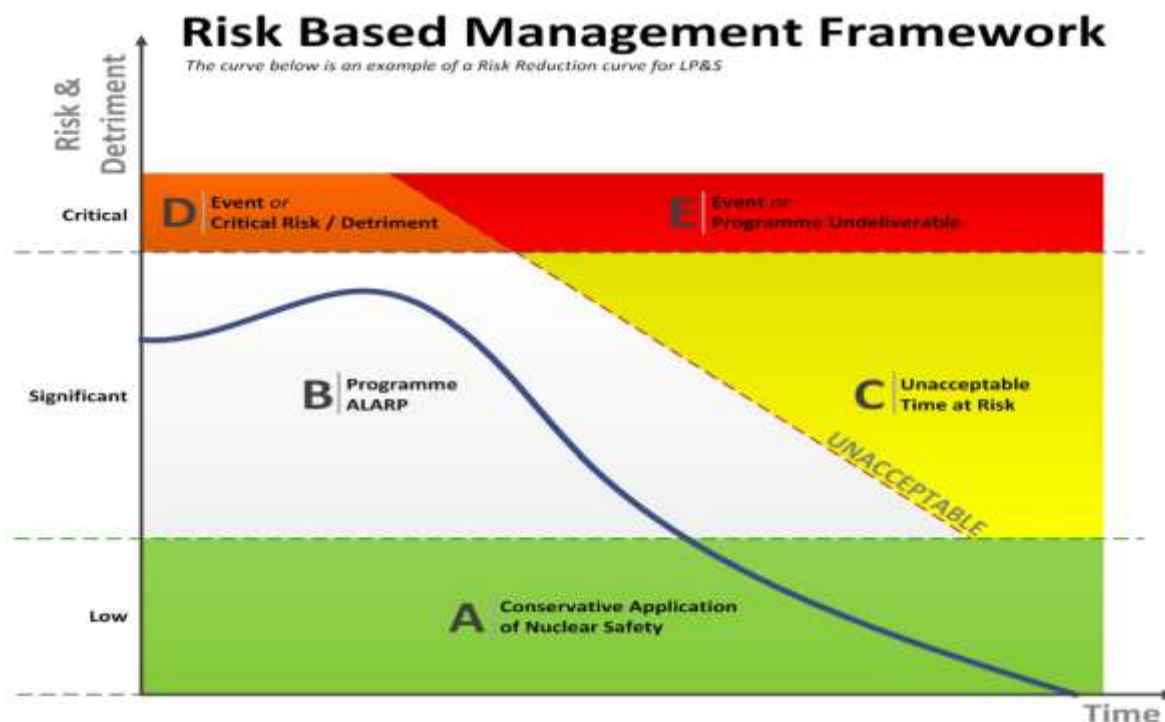 Risk Based Management Framework
The curve below is an example of a Risk Reduction curve for LP&S
Risk &
Detriment
Critical
D
Event or
Critical Risk / Detriment
E
Event or
Programme Undeliverable
Significant
B
Programme
ALARP
C
Unacceptable
Time at Risk
UNACCEPTABLE
Low
A
Conservative Application
of Nuclear Safety
Time